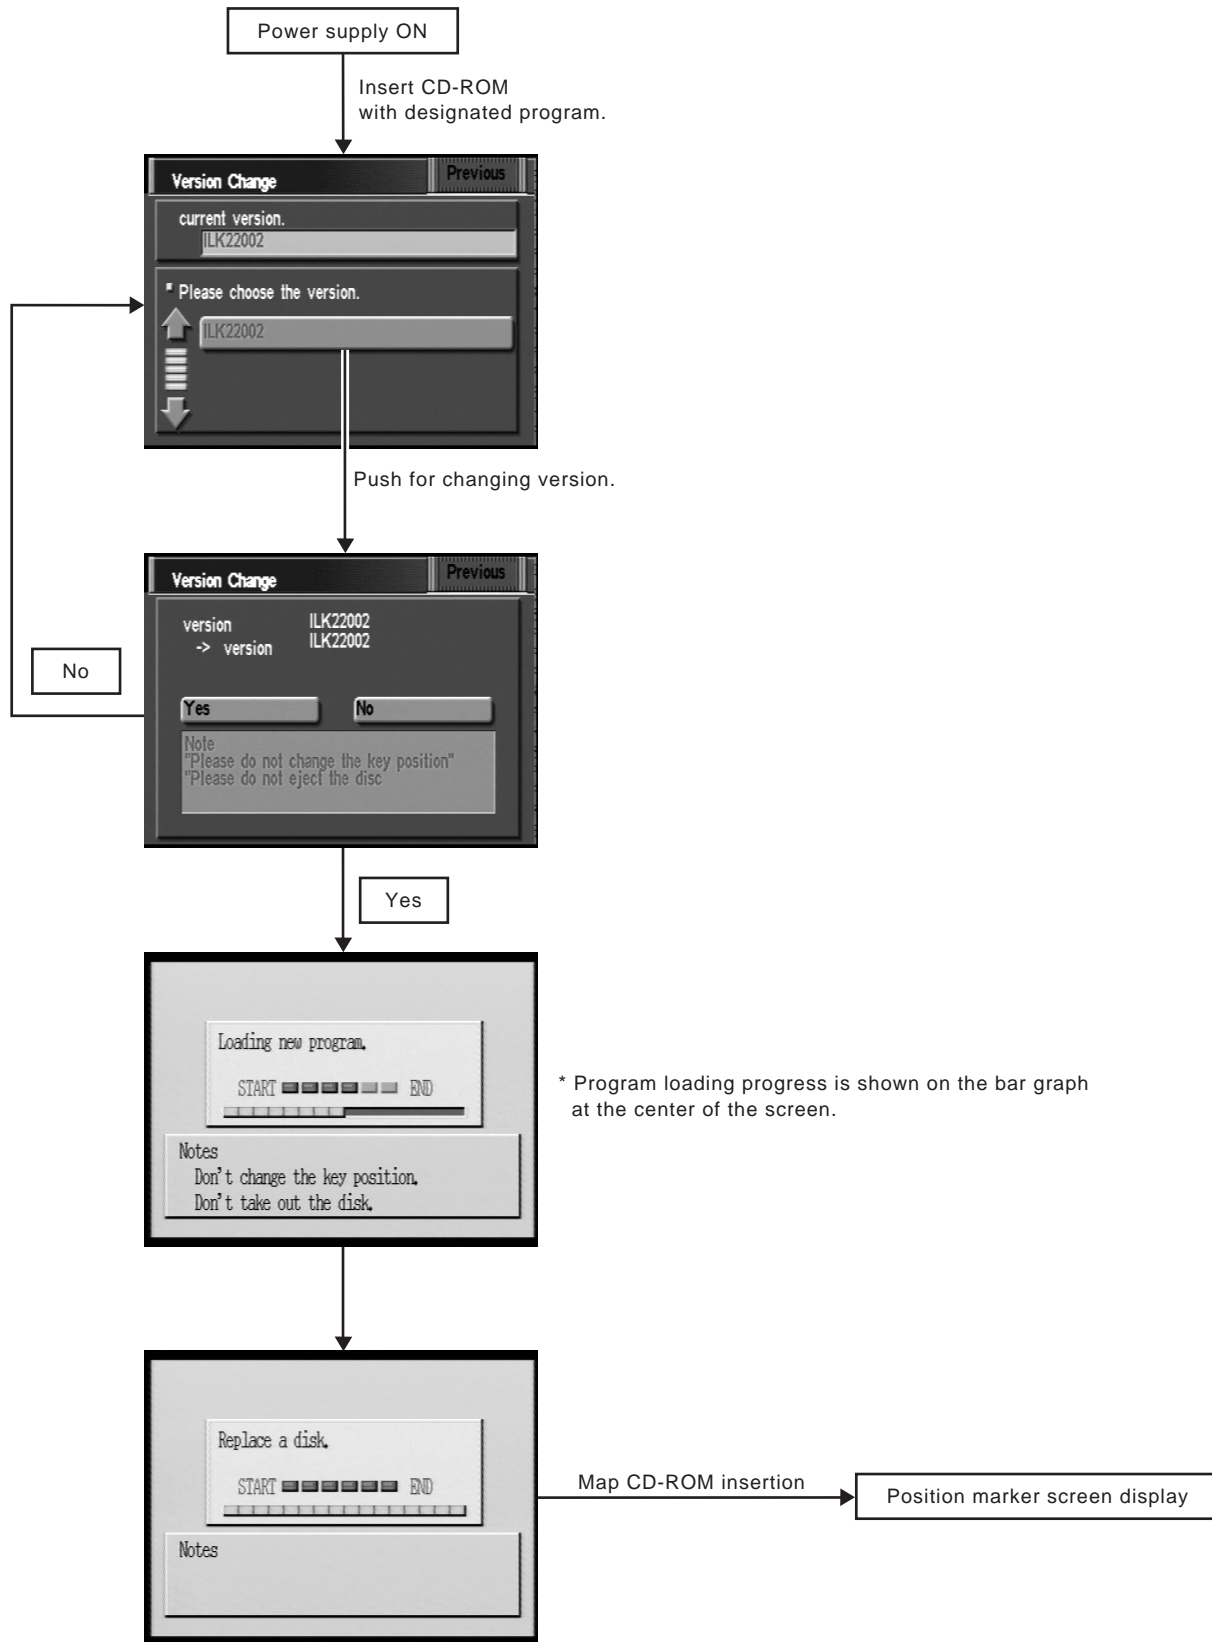 Power supply ON
Insert CD-ROM
with designated program.
Version Change
Previous
current version.
ILK22002
Please choose the version.
ILK22002
Push for changing version.
Version Change
Previous
version ILK22002
-> version ILK22002
No
Yes
No
Note
"Please do not change the key position"
"Please do not eject the disc
Yes
Loading new program.
START END
* Program loading progress is shown on the bar graph
at the center of the screen.
Notes
Don't change the key position.
Don't take out the disk.
Replace a disk.
START END
Map CD-ROM insertion
Position marker screen display
Notes